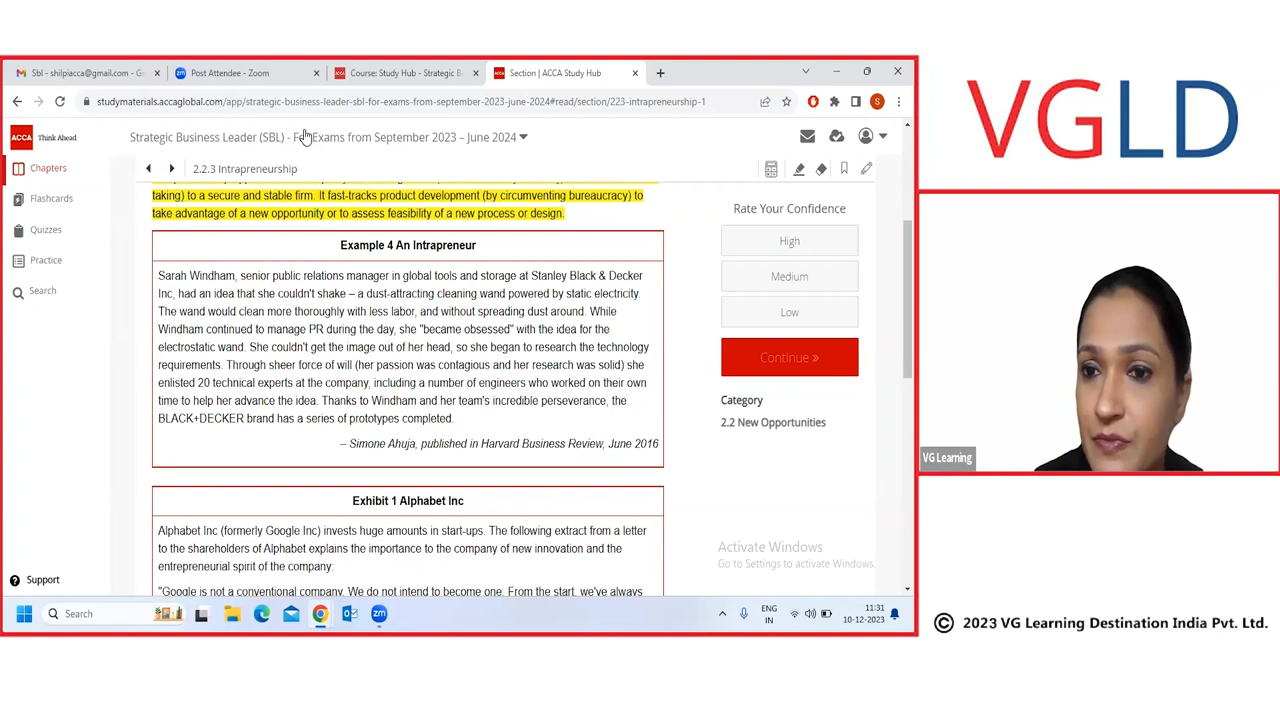 Sbl - shilpiacca@gmail.com - G
Post Attendee - Zoom
Course: Study Hub - Strategic B
Section | ACCA Study Hub
studymaterials.accaglobal.com/app/strategic-business-leader-sbl-for-exams-from-september-2023-june-2024#read/section/223-intrapreneurship-1
S
ACCA
Think Ahead
Strategic Business Leader (SBL) - For Exams from September 2023 – June 2024
Chapters
Flashcards
Quizzes
Practice
Search
Support
2.2.3 Intrapreneurship
taking) to a secure and stable firm. It fast-tracks product development (by circumventing bureaucracy) to
take advantage of a new opportunity or to assess feasibility of a new process or design.
Example 4 An Intrapreneur
Sarah Windham, senior public relations manager in global tools and storage at Stanley Black & Decker
Inc, had an idea that she couldn't shake – a dust-attracting cleaning wand powered by static electricity.
The wand would clean more thoroughly with less labor, and without spreading dust around. While
Windham continued to manage PR during the day, she "became obsessed" with the idea for the
electrostatic wand. She couldn't get the image out of her head, so she began to research the technology
requirements. Through sheer force of will (her passion was contagious and her research was solid) she
enlisted 20 technical experts at the company, including a number of engineers who worked on their own
time to help her advance the idea. Thanks to Windham and her team's incredible perseverance, the
BLACK+DECKER brand has a series of prototypes completed.
– Simone Ahuja, published in Harvard Business Review, June 2016
Exhibit 1 Alphabet Inc
Alphabet Inc (formerly Google Inc) invests huge amounts in start-ups. The following extract from a letter
to the shareholders of Alphabet explains the importance to the company of new innovation and the
entrepreneurial spirit of the company:
"Google is not a conventional company. We do not intend to become one. From the start, we've always
Rate Your Confidence
High
Medium
Low
Continue »
Category
2.2 New Opportunities
Activate Windows
Go to Settings to activate Windows.
Search
ENG
IN
11:31
10-12-2023
VGLD
VG Learning
© 2023 VG Learning Destination India Pvt. Ltd.